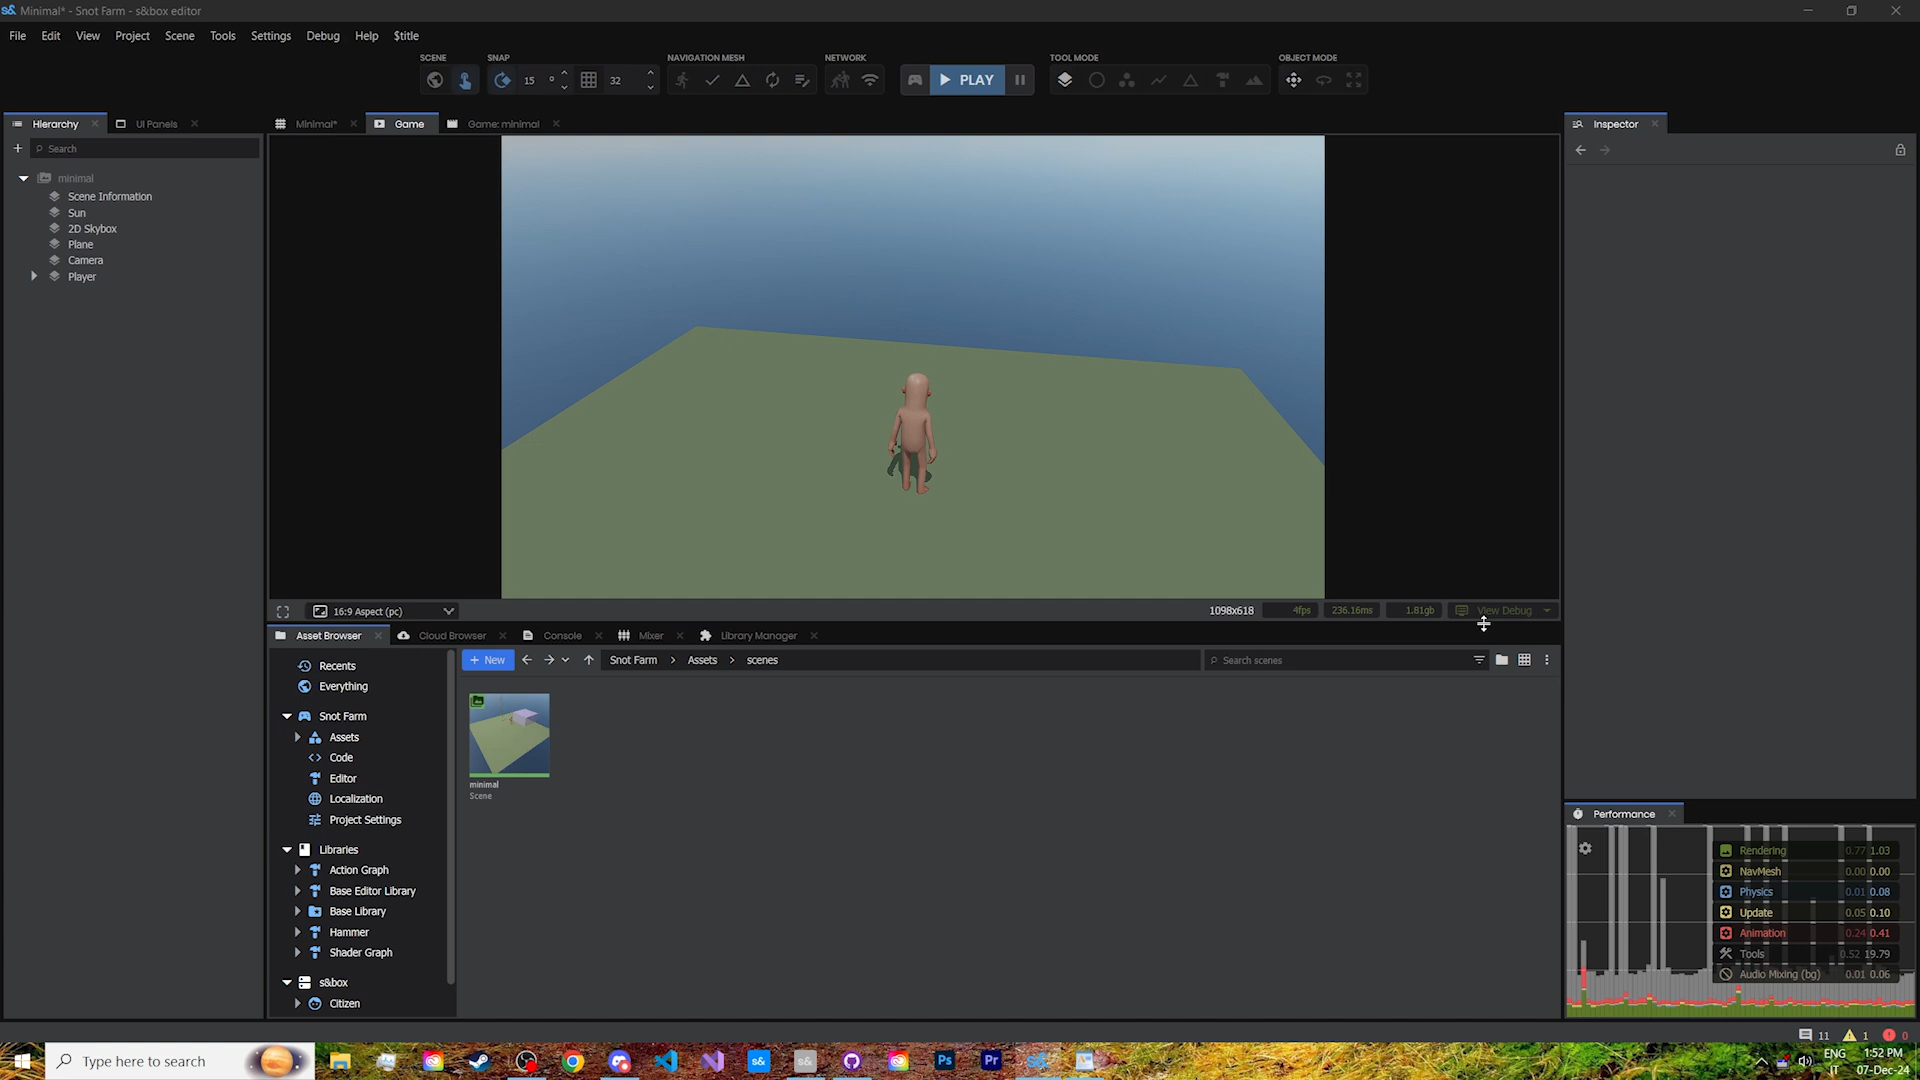 s& Minimal* - Snot Farm - s&box editor
File Edit View Project Scene Tools Settings Debug Help $title
SCENE SNAP NAVIGATION MESH NETWORK TOOL MODE OBJECT MODE
15 ° 32 PLAY
Hierarchy UI Panels Minimal* Game Game: minimal Inspector
Search
minimal
Scene Information
Sun
2D Skybox
Plane
Camera
Player
16:9 Aspect (pc) 1098x618 4fps 236.16ms 1.81gb View Debug
Asset Browser Cloud Browser Console Mixer Library Manager
+ New Snot Farm > Assets > scenes Search scenes
Recents
Everything
Snot Farm
Assets
Code
Editor
Localization
Project Settings
Libraries
Action Graph
Base Editor Library
Base Library
Hammer
Shader Graph
s&box
Citizen
minimal
Scene
Performance
Rendering 0.77 1.03
NavMesh 0.00 0.00
Physics 0.01 0.08
Update 0.05 0.10
Animation 0.24 0.41
Tools 0.52 19.79
Audio Mixing (bg) 0.01 0.06
11 1 0
Type here to search
s& s& Ps Pr s&
ENG
IT
1:52 PM
07-Dec-24